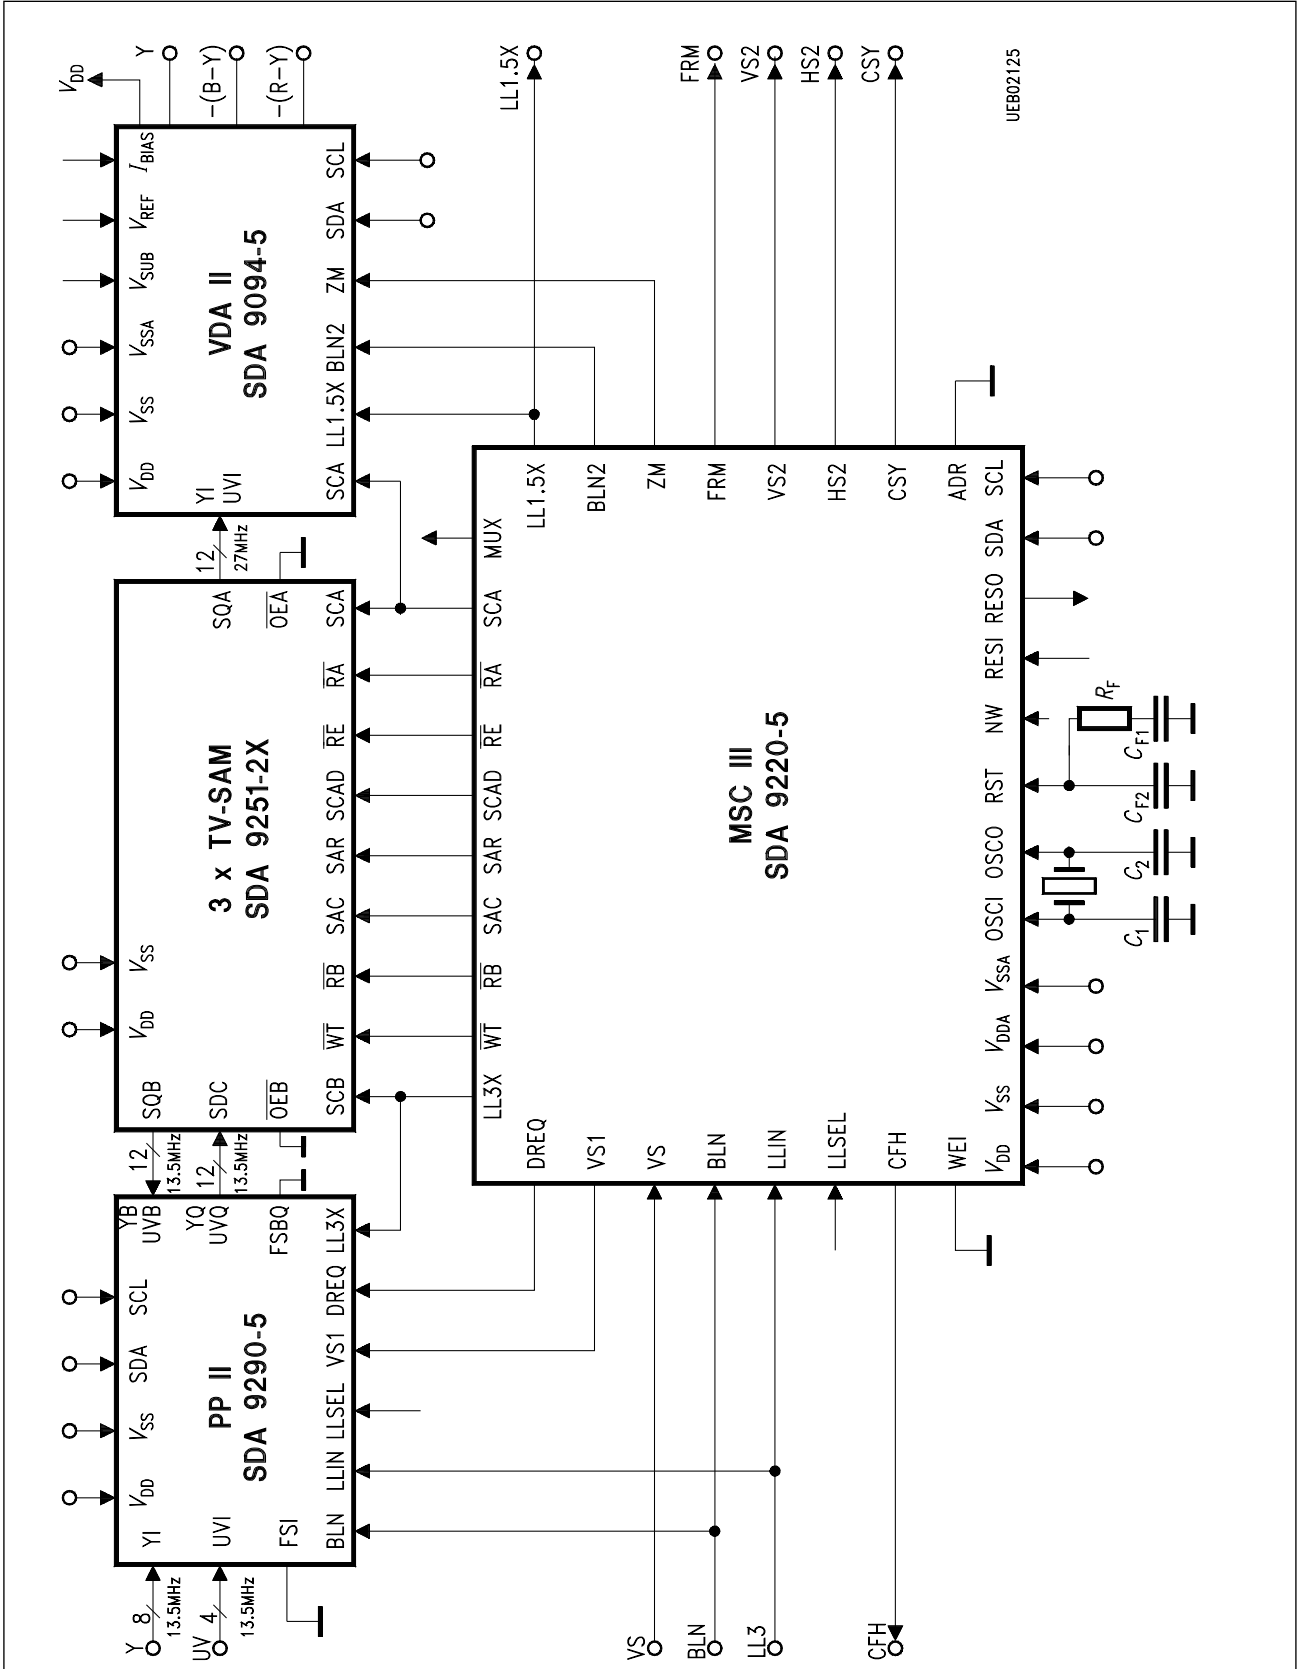 Y
8
13.5MHz
UV
4
13.5MHz
VDD
VSS
SDA
SCL
YI
UVI
FSI
PP II
SDA 9290-5
YB
UVB
YQ
UVQ
FSBQ
BLN
LLIN
LLSEL
VS1
DREQ
LL3X
12
13.5MHz
12
13.5MHz
VDD
VSS
SQB
SDC
OEB
3 x TV-SAM
SDA 9251-2X
SQA
OEA
SCB
WT
RB
SAC
SAR
SCAD
RE
RA
SCA
12
27MHz
VDD
VSS
VSSA
VSUB
VREF
IBIAS
YI
UVI
VDA II
SDA 9094-5
SCA
LL1.5X
BLN2
ZM
SDA
SCL
VDD
Y
-(B-Y)
-(R-Y)
LL3X
WT
RB
SAC
SAR
SCAD
RE
RA
SCA
MUX
DREQ
VS1
VS
BLN
LLIN
LLSEL
CFH
WEI
MSC III
SDA 9220-5
LL1.5X
BLN2
ZM
FRM
VS2
HS2
CSY
ADR
VDD
VSS
VDDA
VSSA
OSCI
OSCO
RST
NW
RESI
RESO
SDA
SCL
VS
BLN
LL3
CFH
LL1.5X
FRM
VS2
HS2
CSY
C1
C2
CF2
CF1
RF
UEB02125